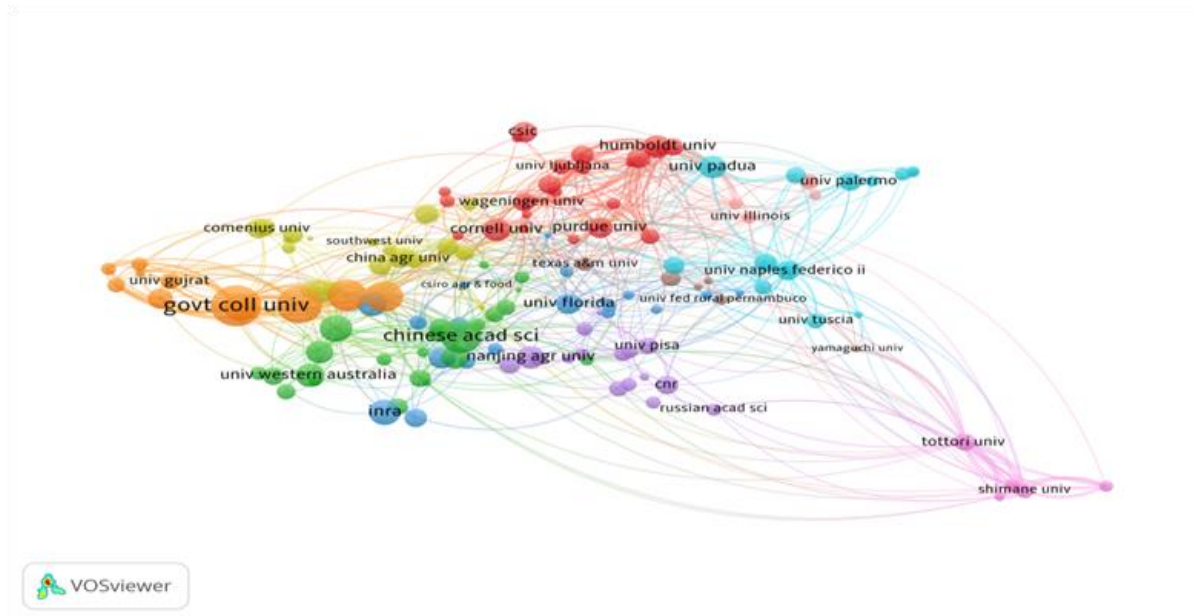 csic
humboldt univ
univ ljubljana
univ padua
univ palermo
wageningen univ
univ illinois
comenius univ
cornell univ
purdue univ
southwest univ
china agr univ
texas a&m univ
univ naples federico ii
univ gujrat
csiro agr & food
govt coll univ
univ florida
univ fed rural pernambuco
univ tuscia
chinese acad sci
univ pisa
yamaguchi univ
nanjing agr univ
univ western australia
cnr
inra
russian acad sci
tottori univ
shimane univ
VOSviewer